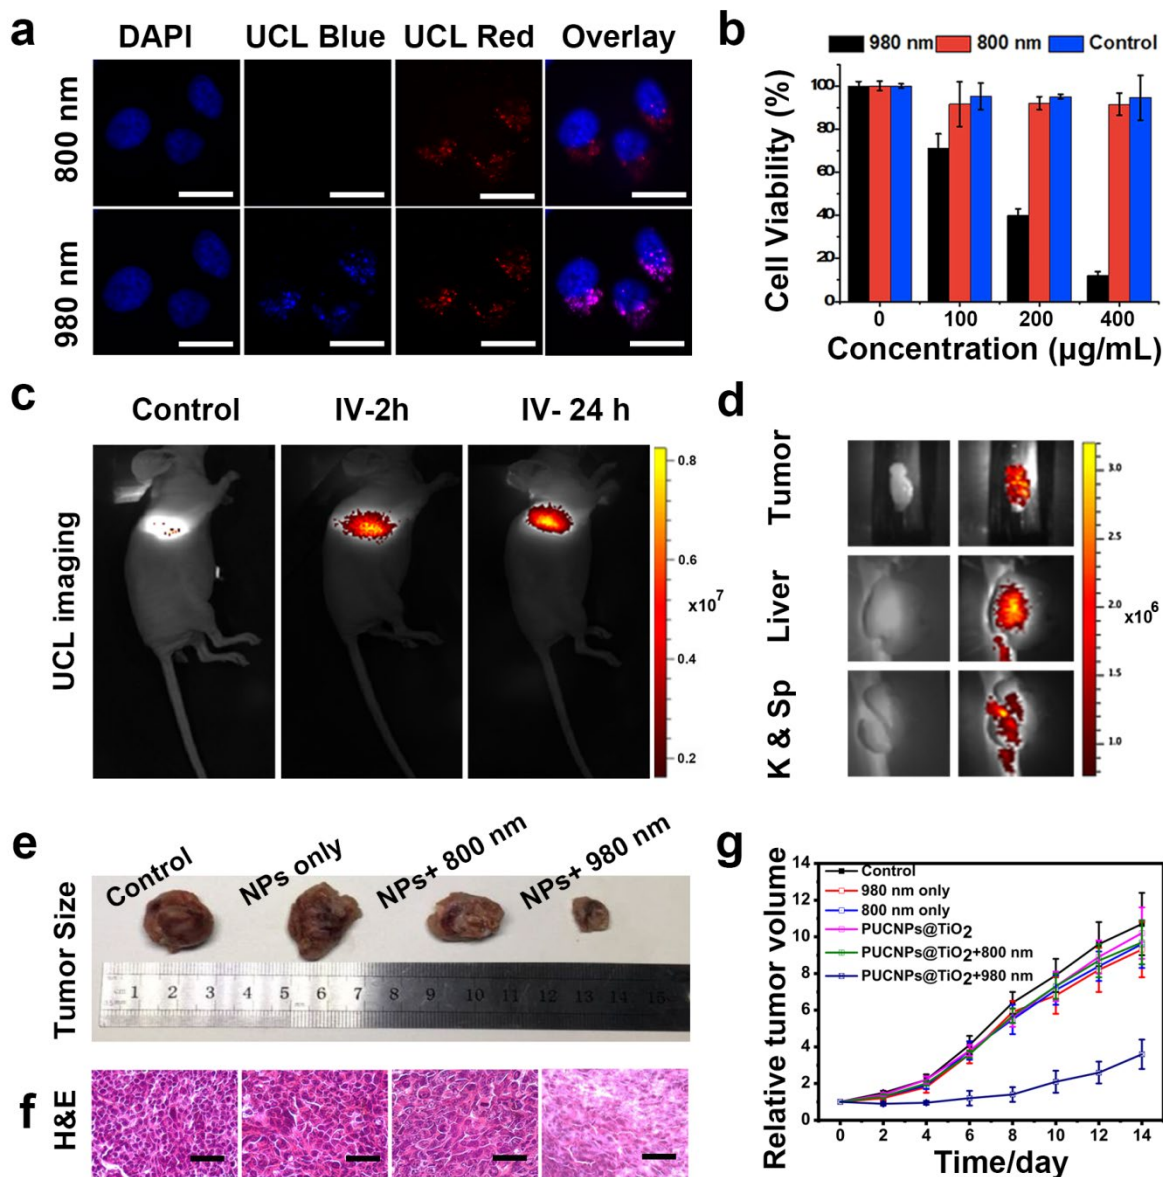 a
DAPI UCL Blue UCL Red Overlay
800 nm
980 nm
b
980 nm 800 nm Control
Cell Viability (%)
100
80
60
40
20
0
0 100 200 400
Concentration (µg/mL)
c
Control IV-2h IV- 24 h
UCL imaging
0.8
0.6
x10⁷
0.4
0.2
d
Tumor
Liver
K & Sp
3.0
2.0
x10⁶
1.5
1.0
e
Control NPs only NPs+ 800 nm NPs+ 980 nm
Tumor Size
1 2 3 4 5 6 7 8 9 10 11 12 13 14 15
f
H&E
g
Control
980 nm only
800 nm only
PUCNPs@TiO₂
PUCNPs@TiO₂+800 nm
PUCNPs@TiO₂+980 nm
Relative tumor volume
14
12
10
8
6
4
2
0
0 2 4 6 8 10 12 14
Time/day